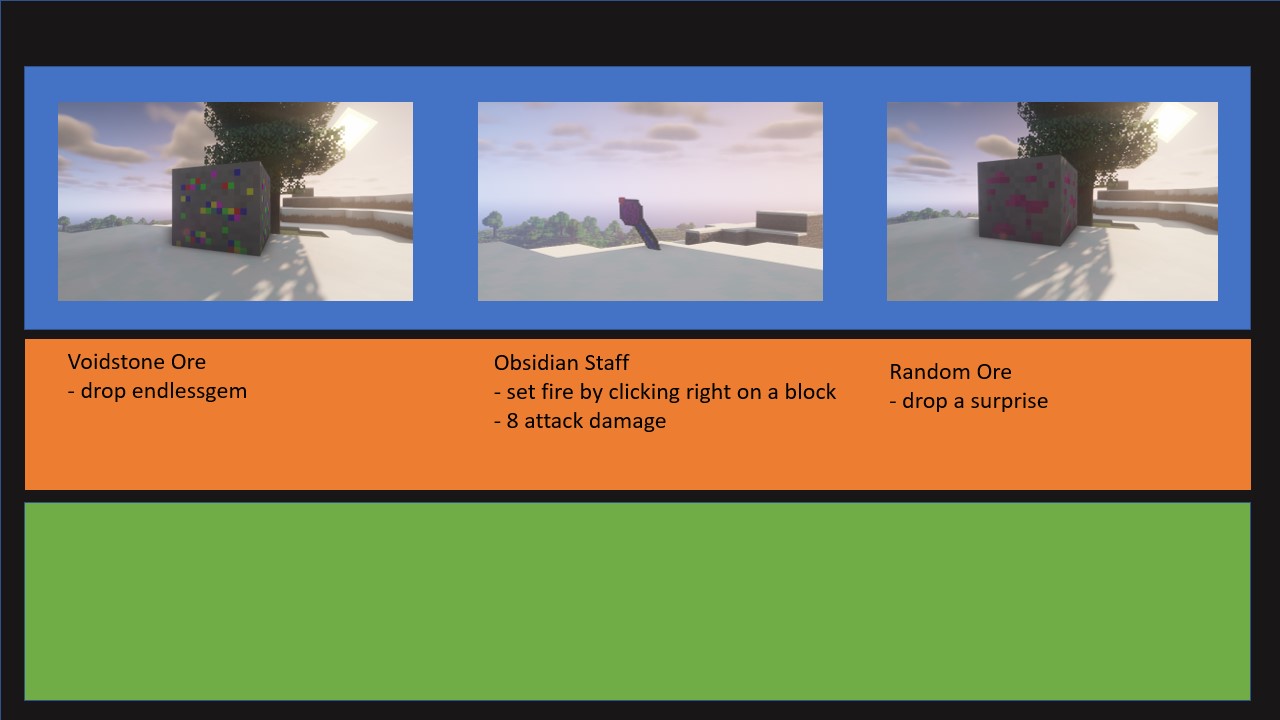 Voidstone Ore
- drop endlessgem
Obsidian Staff
- set fire by clicking right on a block
- 8 attack damage
Random Ore
- drop a surprise